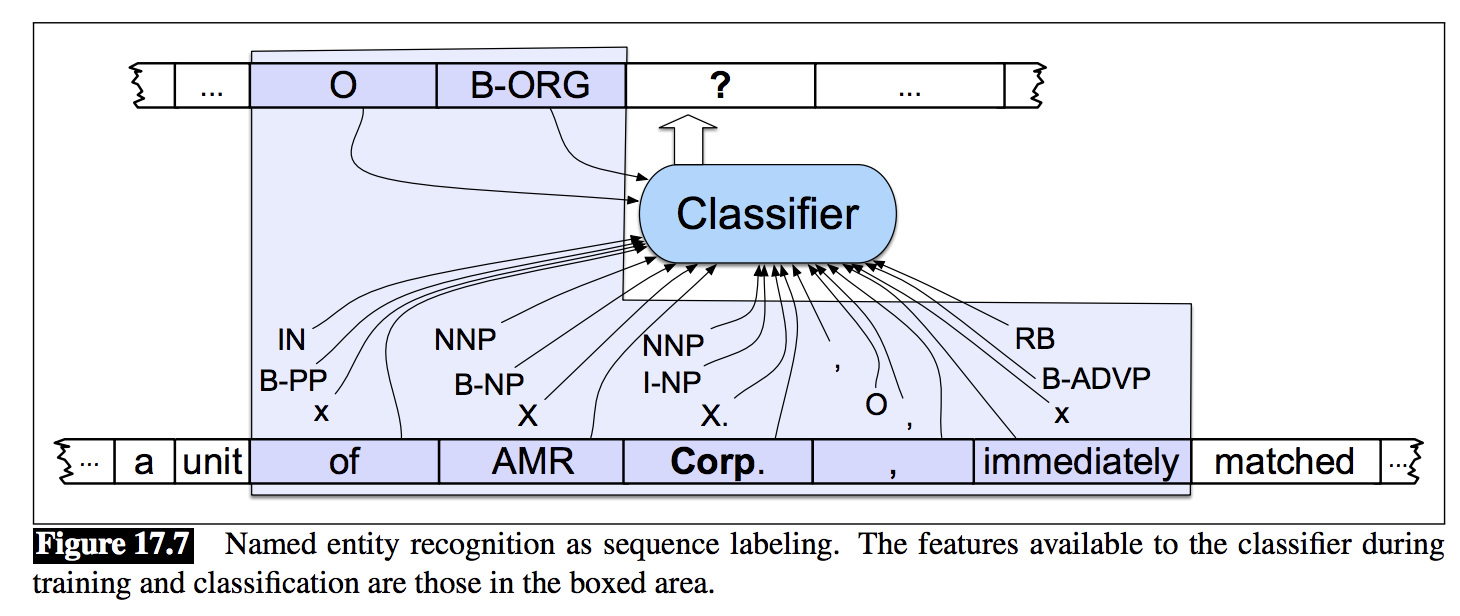 ... O B-ORG ? ...
Classifier
IN NNP NNP , RB
B-PP B-NP I-NP O B-ADVP
x X X. , x
... a unit of AMR Corp. , immediately matched ...
Figure 17.7 Named entity recognition as sequence labeling. The features available to the classifier during
training and classification are those in the boxed area.